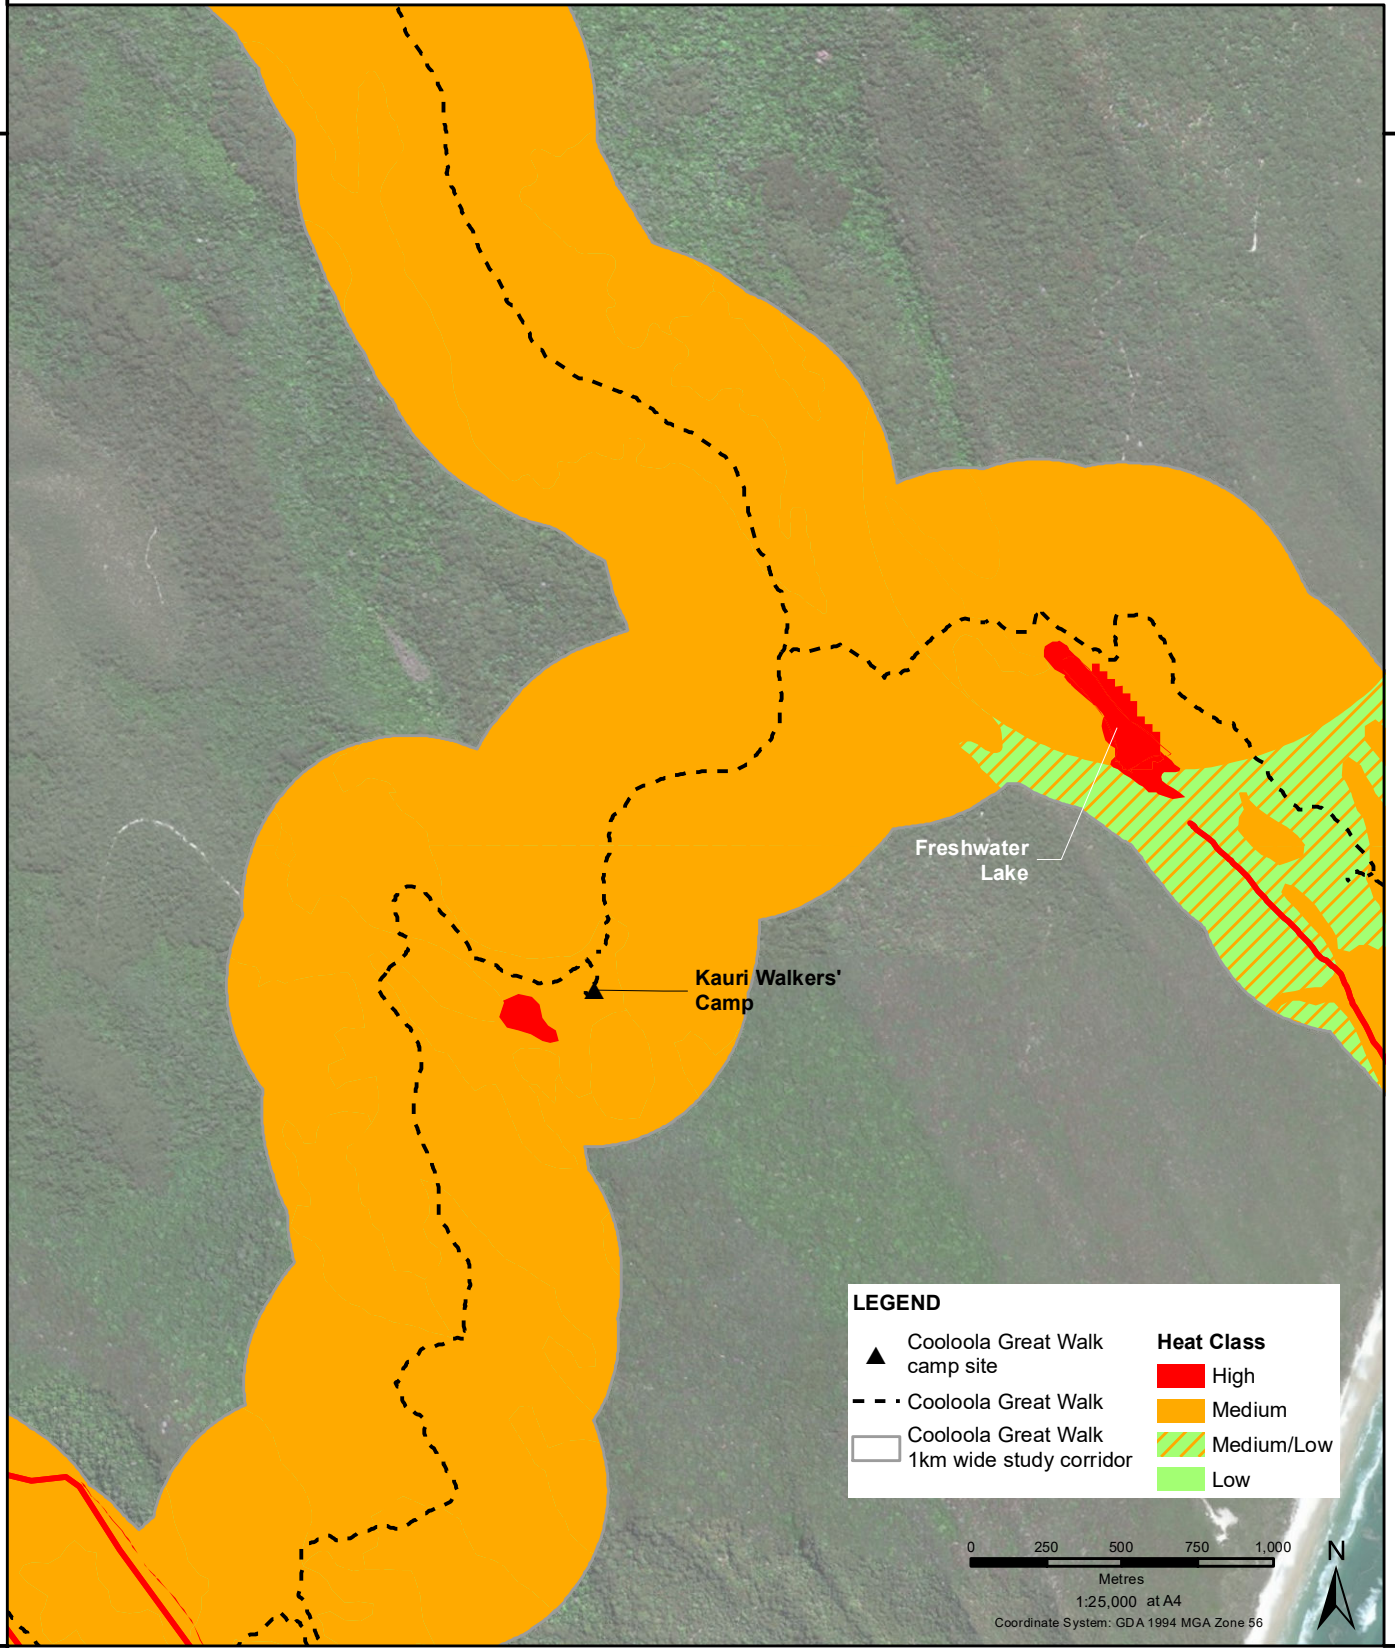 Freshwater
Lake
Kauri Walkers'
Camp
LEGEND
Cooloola Great Walk
camp site
Cooloola Great Walk
Cooloola Great Walk
1km wide study corridor
Heat Class
High
Medium
Medium/Low
Low
0 250 500 750 1,000
Metres
1:25,000 at A4
Coordinate System: GDA 1994 MGA Zone 56
N